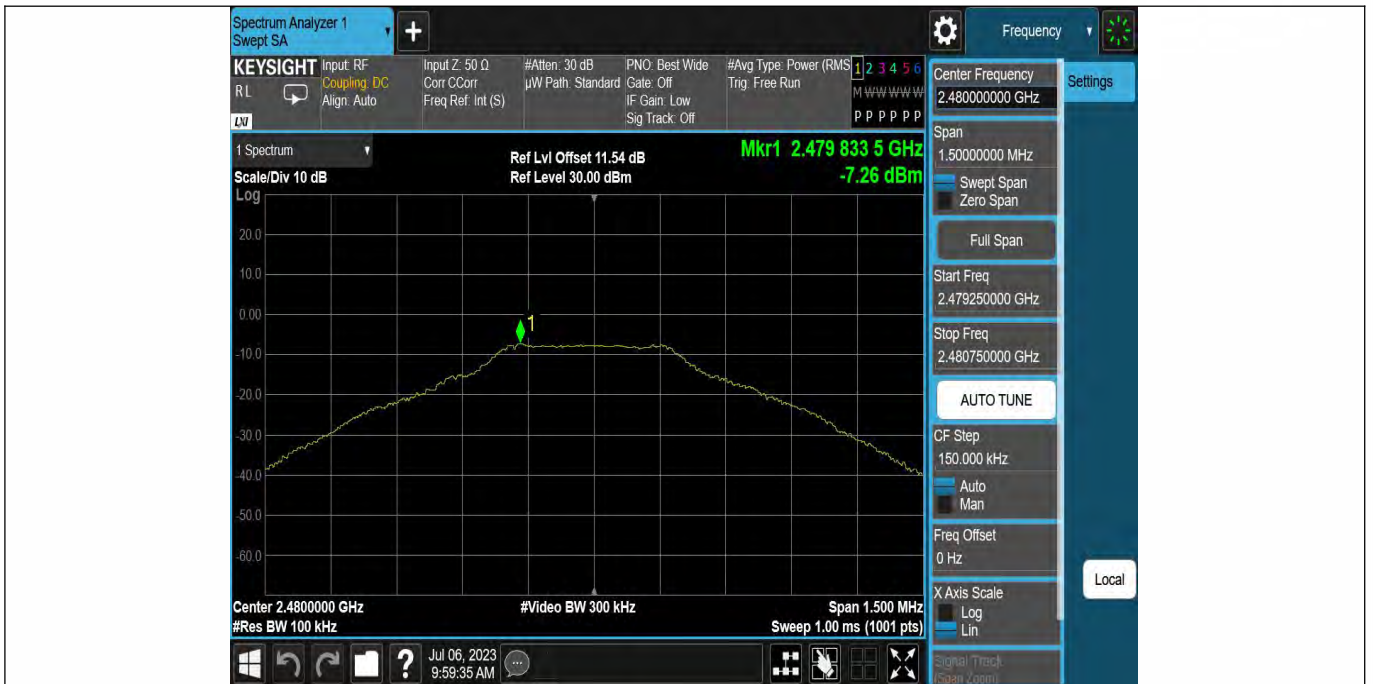 Spectrum Analyzer 1
Swept SA
Frequency
KEYSIGHT
RL
LXI
Input: RF
Coupling: DC
Align: Auto
Input Z: 50 Ω
Corr CCorr
Freq Ref: Int (S)
#Atten: 30 dB
µW Path: Standard
PNO: Best Wide
Gate: Off
IF Gain: Low
Sig Track: Off
#Avg Type: Power (RMS
Trig: Free Run
1 2 3 4 5 6
M W W W W W
P P P P P P
1 Spectrum
Scale/Div 10 dB
Ref Lvl Offset 11.54 dB
Ref Level 30.00 dBm
Mkr1 2.479 833 5 GHz
-7.26 dBm
Log
20.0
10.0
0.00
-10.0
-20.0
-30.0
-40.0
-50.0
-60.0
1
Center 2.4800000 GHz
#Res BW 100 kHz
#Video BW 300 kHz
Span 1.500 MHz
Sweep 1.00 ms (1001 pts)
Jul 06, 2023
9:59:35 AM
?
Center Frequency
2.480000000 GHz
Settings
Span
1.50000000 MHz
Swept Span
Zero Span
Full Span
Start Freq
2.479250000 GHz
Stop Freq
2.480750000 GHz
AUTO TUNE
CF Step
150.000 kHz
Auto
Man
Freq Offset
0 Hz
X Axis Scale
Log
Lin
Signal Track
(Span Zoom)
Local